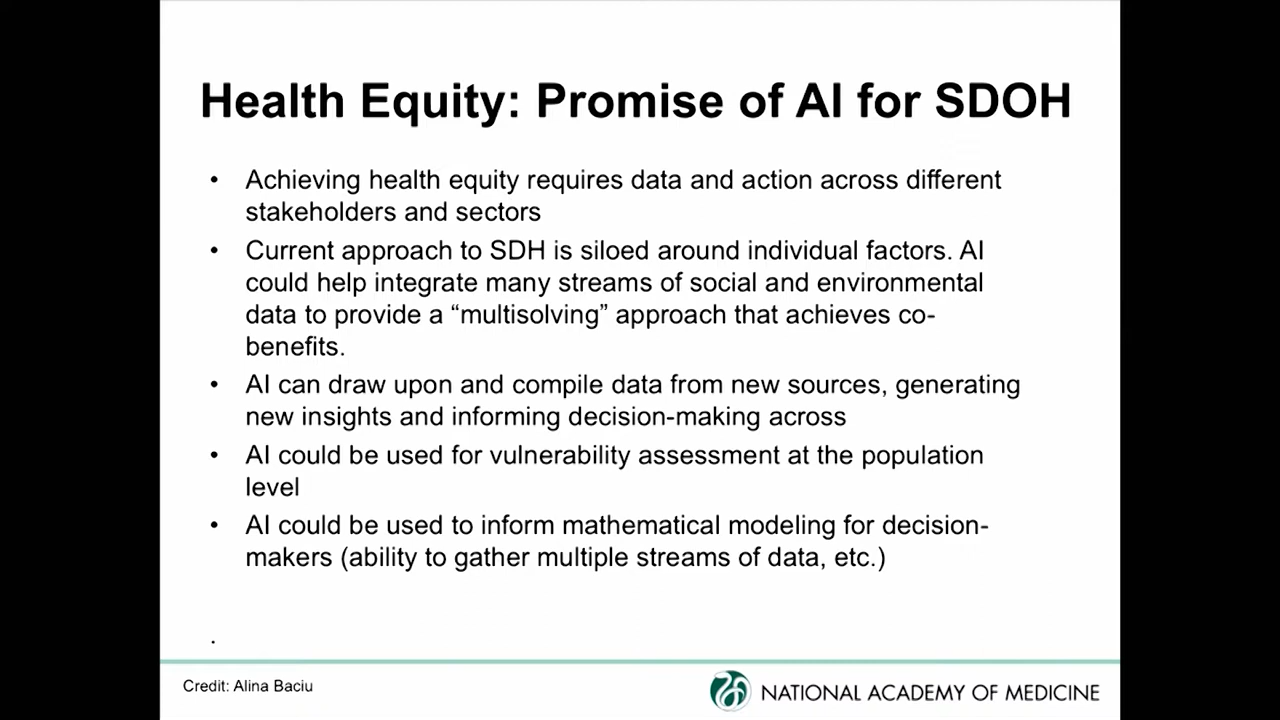 Health Equity: Promise of AI for SDOH
• Achieving health equity requires data and action across different
stakeholders and sectors
• Current approach to SDH is siloed around individual factors. AI
could help integrate many streams of social and environmental
data to provide a “multisolving” approach that achieves co-
benefits.
• AI can draw upon and compile data from new sources, generating
new insights and informing decision-making across
• AI could be used for vulnerability assessment at the population
level
• AI could be used to inform mathematical modeling for decision-
makers (ability to gather multiple streams of data, etc.)
.
Credit: Alina Baciu
NATIONAL ACADEMY OF MEDICINE